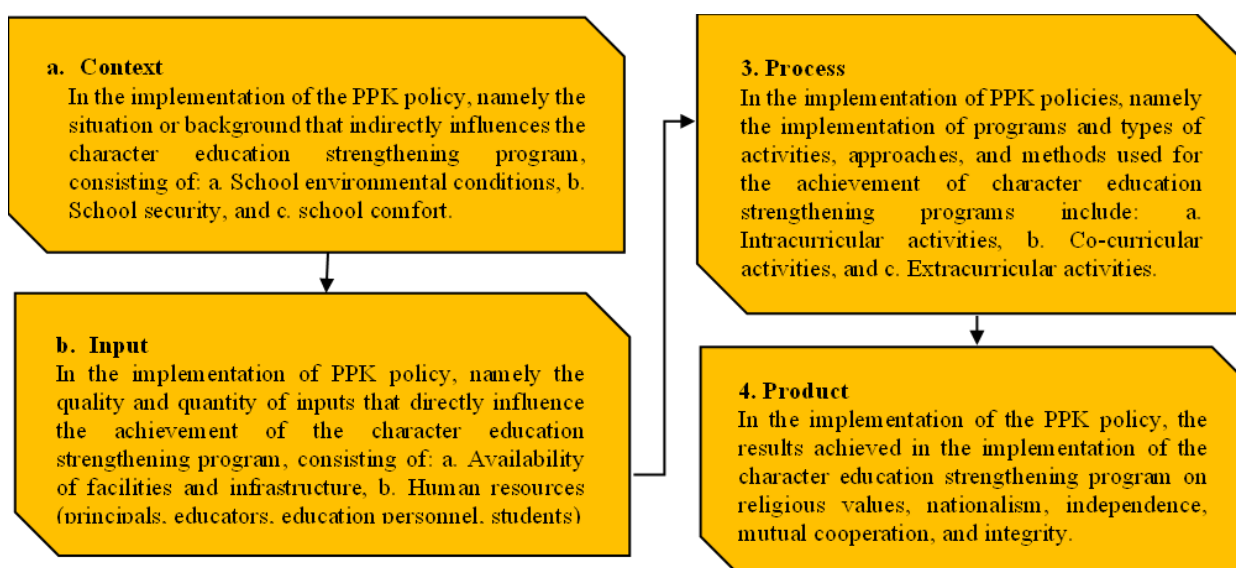 a. Context
In the implementation of the PPK policy, namely the
situation or background that indirectly influences the
character education strengthening program,
consisting of: a. School environmental conditions, b.
School security, and c. school comfort.
b. Input
In the implementation of PPK policy, namely the
quality and quantity of inputs that directly influence
the achievement of the character education
strengthening program, consisting of: a. Availability
of facilities and infrastructure, b. Human resources
(principals, educators, education personnel, students)
3. Process
In the implementation of PPK policies, namely
the implementation of programs and types of
activities, approaches, and methods used for
the achievement of character education
strengthening programs include: a.
Intracurricular activities, b. Co-curricular
activities, and c. Extracurricular activities.
4. Product
In the implementation of the PPK policy, the
results achieved in the implementation of the
character education strengthening program on
religious values, nationalism, independence,
mutual cooperation, and integrity.